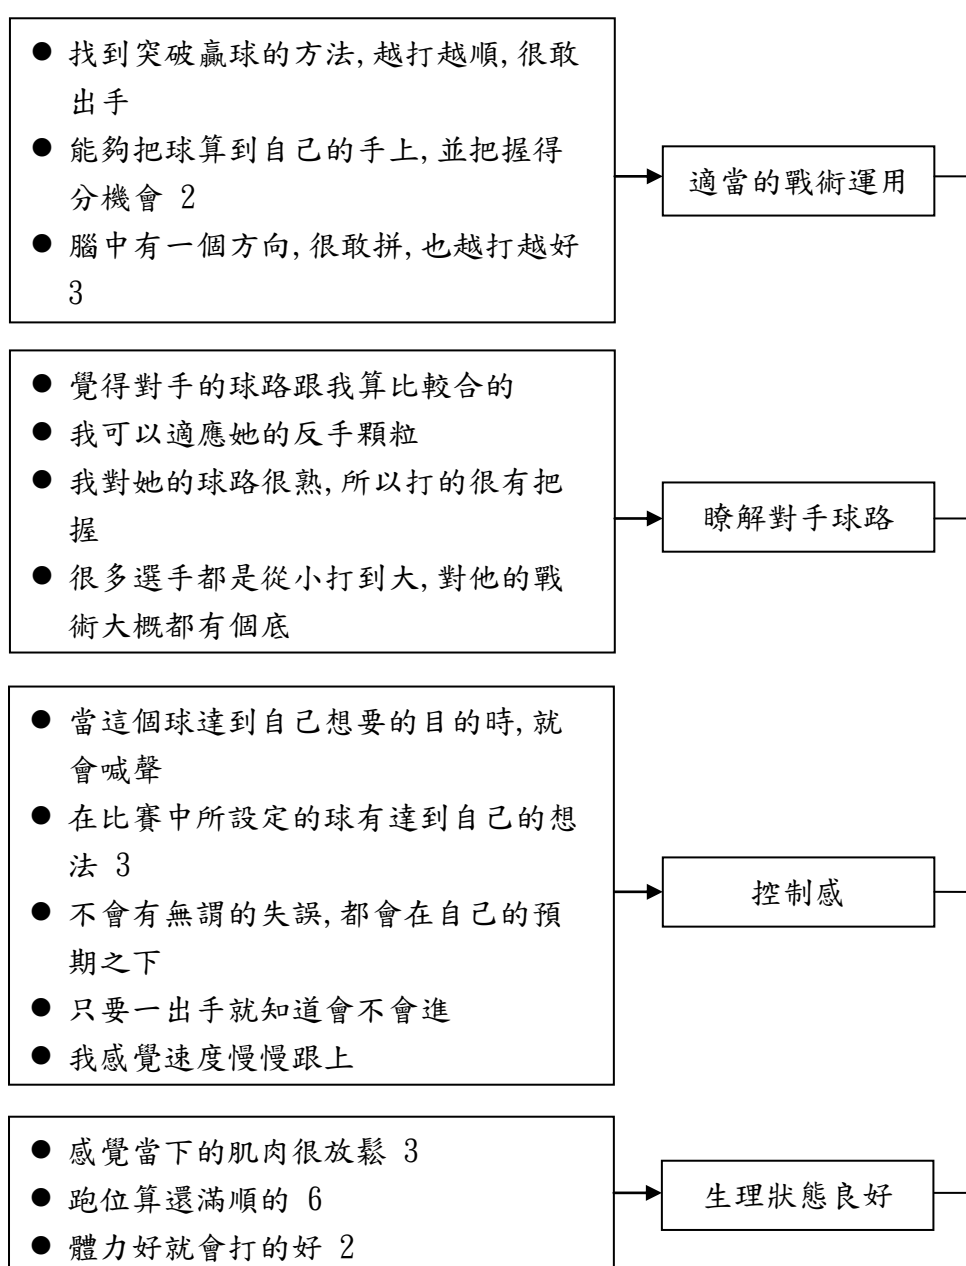 ● 找到突破贏球的方法,越打越順,很敢
出手
● 能夠把球算到自己的手上,並把握得
分機會 2
● 腦中有一個方向,很敢拼,也越打越好
3
適當的戰術運用
● 覺得對手的球路跟我算比較合的
● 我可以適應她的反手顆粒
● 我對她的球路很熟,所以打的很有把
握
● 很多選手都是從小打到大,對他的戰
術大概都有個底
瞭解對手球路
● 當這個球達到自己想要的目的時,就
會喊聲
● 在比賽中所設定的球有達到自己的想
法 3
● 不會有無謂的失誤,都會在自己的預
期之下
● 只要一出手就知道會不會進
● 我感覺速度慢慢跟上
控制感
● 感覺當下的肌肉很放鬆 3
● 跑位算還滿順的 6
● 體力好就會打的好 2
生理狀態良好